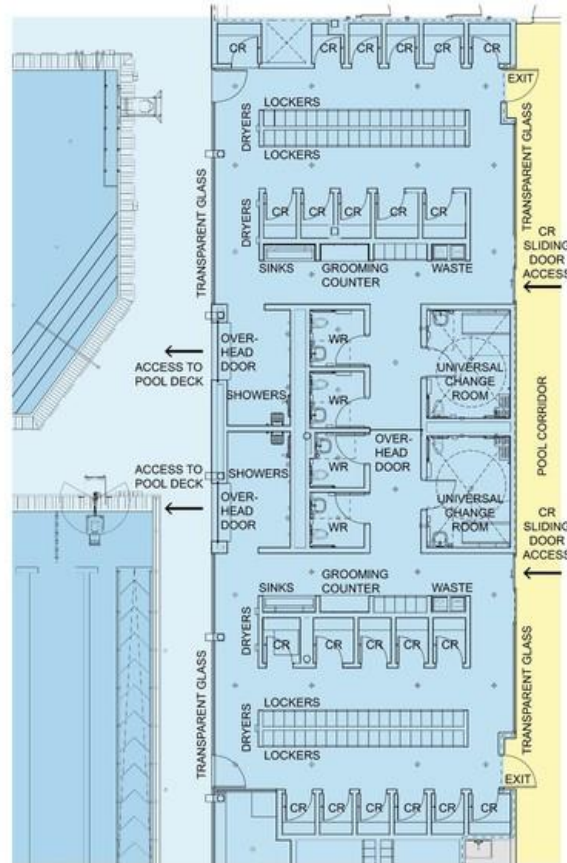 CR
CR
CR
CR
CR
CR
EXIT
LOCKERS
DRYERS
LOCKERS
TRANSPARENT GLASS
TRANSPARENT GLASS
DRYERS
CR
CR
CR
CR
CR
CR
SLIDING
DOOR
ACCESS
SINKS
GROOMING
COUNTER
WASTE
OVER-
HEAD
DOOR
ACCESS TO
POOL DECK
SHOWERS
WR
WR
UNIVERSAL
CHANGE
ROOM
POOL CORRIDOR
ACCESS TO
POOL DECK
SHOWERS
OVER-
HEAD
DOOR
WR
WR
OVER-
HEAD
DOOR
UNIVERSAL
CHANGE
ROOM
CR
SLIDING
DOOR
ACCESS
SINKS
GROOMING
COUNTER
WASTE
DRYERS
CR
CR
CR
CR
CR
TRANSPARENT GLASS
TRANSPARENT GLASS
LOCKERS
DRYERS
LOCKERS
EXIT
CR
CR
CR
CR
CR
CR